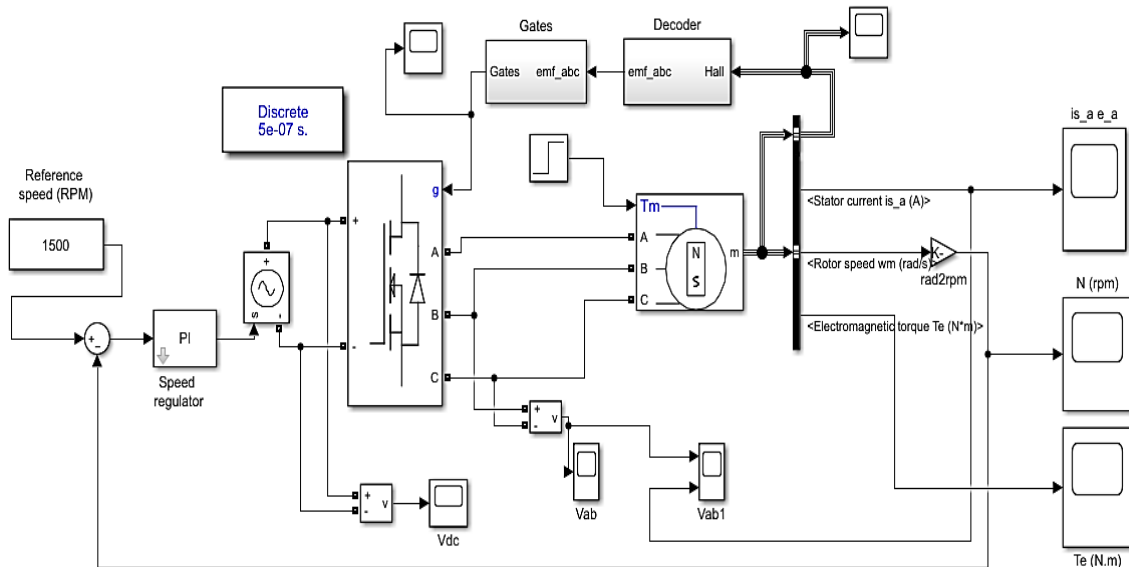 Gates
Decoder
Gates
emf_abc
emf_abc
Hall
Discrete
5e-07 s.
is_a e_a
Reference
speed (RPM)
1500
g
+
-
A
B
C
Tm
A
B
C
N
S
m
<Stator current is_a (A)>
<Rotor speed wm (rad/s)>
K-
rad2rpm
N (rpm)
<Electromagnetic torque Te (N*m)>
+
-
s
+
-
PI
Speed
regulator
+
-
v
Vab
Vab1
+
-
v
Vdc
Te (N.m)